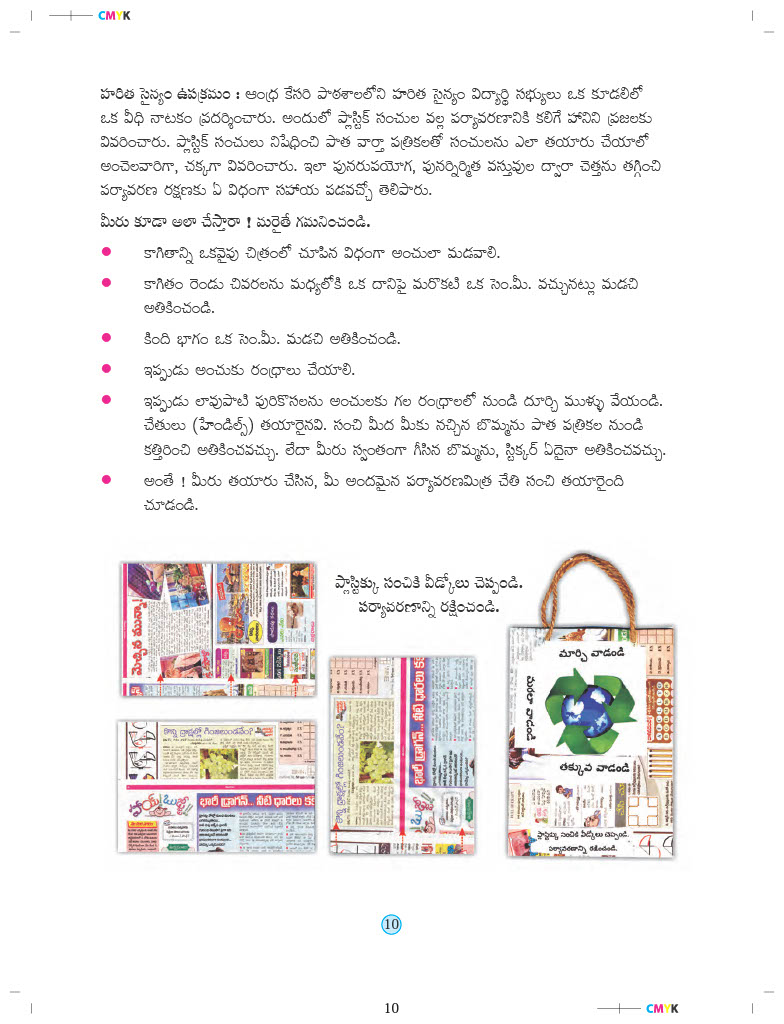 CMYK
హరిత సైన్యం ఉపక్రమం : ఆంధ్ర కేసరి పాఠశాలలోని హరిత సైన్యం విద్యార్థి సభ్యులు ఒక కూడలిలో
ఒక వీధి నాటకం ప్రదర్శించారు. అందులో ప్లాస్టిక్ సంచుల వల్ల పర్యావరణానికి కలిగే హానిని ప్రజలకు
వివరించారు. ప్లాస్టిక్ సంచులు నిషేధించి పాత వార్తా పత్రికలతో సంచులను ఎలా తయారు చేయాలో
అంచెలవారిగా, చక్కగా వివరించారు. ఇలా పునరుపయోగ, పునర్నిర్మిత వస్తువుల ద్వారా చెత్తను తగ్గించి
పర్యావరణ రక్షణకు ఏ విధంగా సహాయ పడవచ్చో తెలిపారు.
మీరు కూడా అలా చేస్తారా ! మరైతే గమనించండి.
● కాగితాన్ని ఒకవైపు చిత్రంలో చూపిన విధంగా అంచులా మడవాలి.
● కాగితం రెండు చివరలను మధ్యలోకి ఒక దానిపై మరొకటి ఒక సెం.మీ. వచ్చునట్లు మడచి
అతికించండి.
● కింది భాగం ఒక సెం.మీ. మడచి అతికించండి.
● ఇప్పుడు అంచుకు రంధ్రాలు చేయాలి.
● ఇప్పుడు లావుపాటి పురికొసలను అంచులకు గల రంధ్రాలలో నుండి దూర్చి ముళ్ళు వేయండి.
చేతులు (హేండిల్స్) తయారైనవి. సంచి మీద మీకు నచ్చిన బొమ్మను పాత పత్రికల నుండి
కత్తిరించి అతికించవచ్చు. లేదా మీరు స్వంతంగా గీసిన బొమ్మను, స్టిక్కర్ ఏదైనా అతికించవచ్చు.
● అంతే ! మీరు తయారు చేసిన, మీ అందమైన పర్యావరణమిత్ర చేతి సంచి తయారైంది
చూడండి.
ప్లాస్టిక్కు సంచికి వీడ్కోలు చెప్పండి.
పర్యావరణాన్ని రక్షించండి.
మార్చి వాడండి
మరలా వాడండి
తక్కువ వాడండి
ప్లాస్టిక్కు సంచికి వీడ్కోలు చెప్పండి.
పర్యావరణాన్ని రక్షించండి.
భారీ డ్రాగన్.. నీటి ధారలు
10
10
CMYK